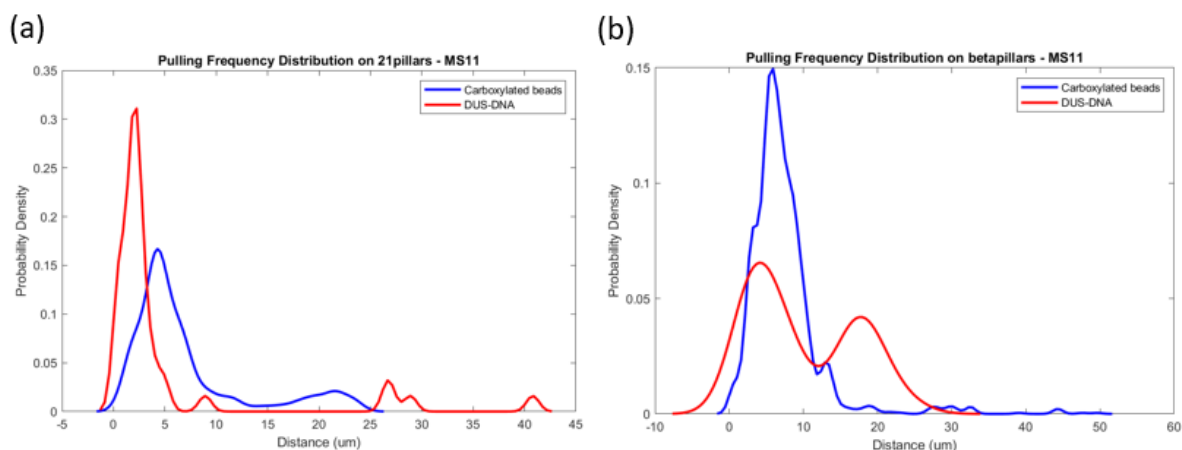 (a)
Pulling Frequency Distribution on 21pillars - MS11
Carboxylated beads
DUS-DNA
0.35
0.3
0.25
0.2
0.15
0.1
0.05
0
Probability Density
-5 0 5 10 15 20 25 30 35 40 45
Distance (um)
(b)
Pulling Frequency Distribution on betapillars - MS11
Carboxylated beads
DUS-DNA
0.15
0.1
0.05
0
Probability Density
-10 0 10 20 30 40 50 60
Distance (um)